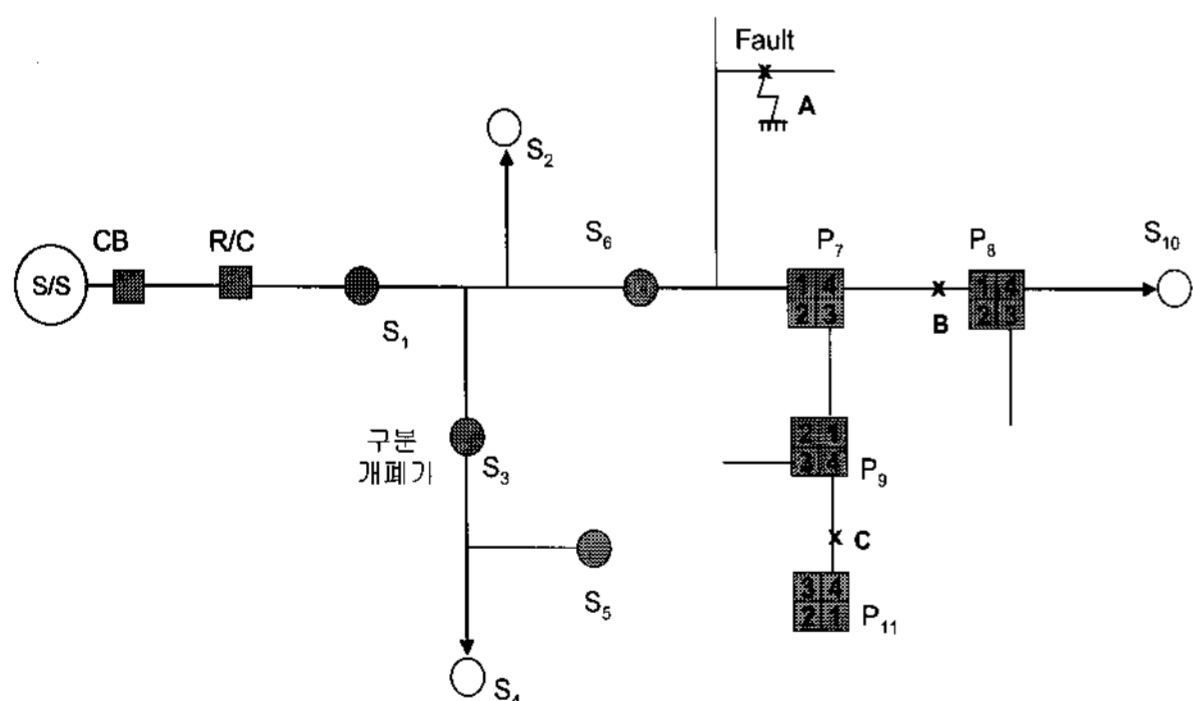 Fault
A
S₂
CB
R/C
S₆
P₇
P₈
S₁₀
S/S
1 4
2 3
1 4
2 3
B
S₁
구분
개폐기
S₃
2 1
3 4
P₉
C
S₅
3 4
2 1
P₁₁
S₄